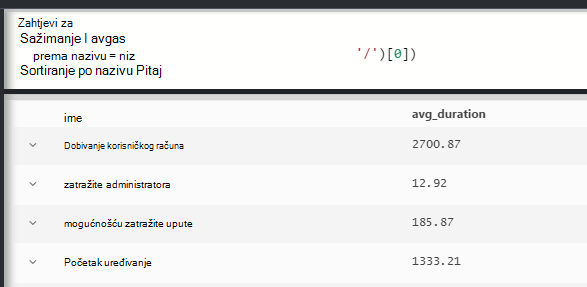 Zahtjevi za
Sažimanje I avgas
prema nazivu = niz '/')[0])
Sortiranje po nazivu Pitaj
ime avg_duration
Dobivanje korisničkog računa 2700.87
zatražite administratora 12.92
mogućnošću zatražite upute 185.87
Početak uređivanje 1333.21